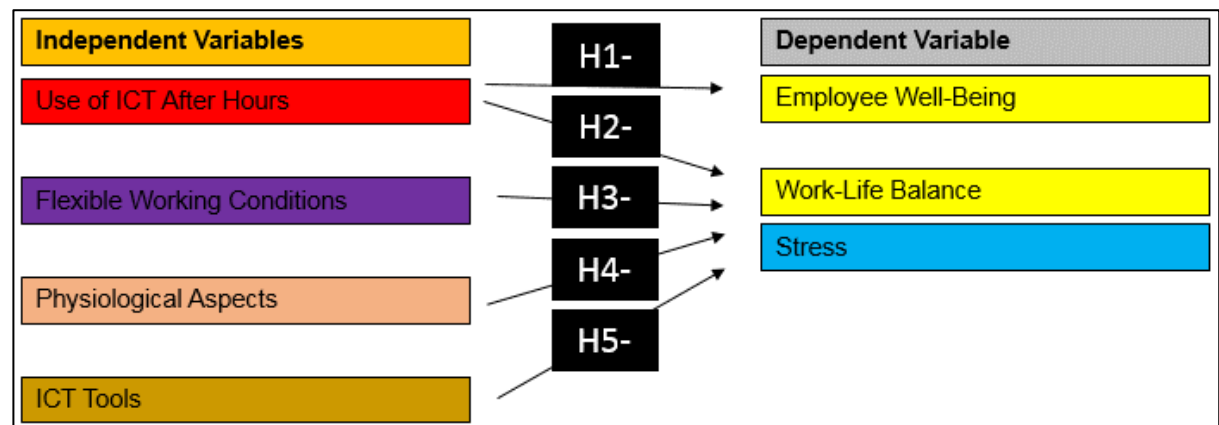 Independent Variables
Use of ICT After Hours
Flexible Working Conditions
Physiological Aspects
ICT Tools
H1-
H2-
H3-
H4-
H5-
Dependent Variable
Employee Well-Being
Work-Life Balance
Stress